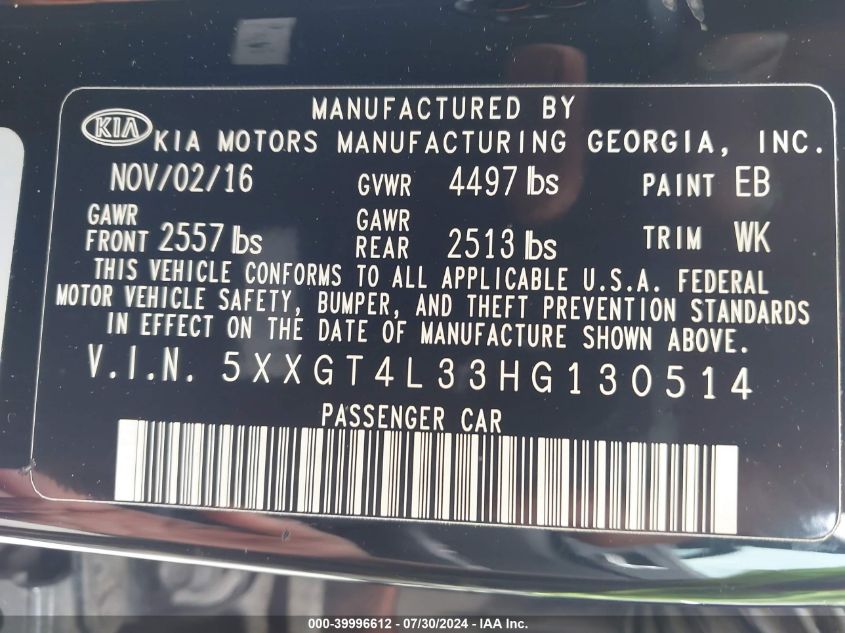 MANUFACTURED BY
KIA KIA MOTORS MANUFACTURING GEORGIA, INC.
NOV/02/16 GVWR 4497 lbs PAINT EB
GAWR FRONT 2557 lbs GAWR REAR 2513 lbs TRIM WK
THIS VEHICLE CONFORMS TO ALL APPLICABLE U.S.A. FEDERAL
MOTOR VEHICLE SAFETY, BUMPER, AND THEFT PREVENTION STANDARDS
IN EFFECT ON THE DATE OF MANUFACTURE SHOWN ABOVE.
V.I.N. 5XXGT4L33HG130514
PASSENGER CAR
000-39996612 / 07/30/2024 - IAA Inc.